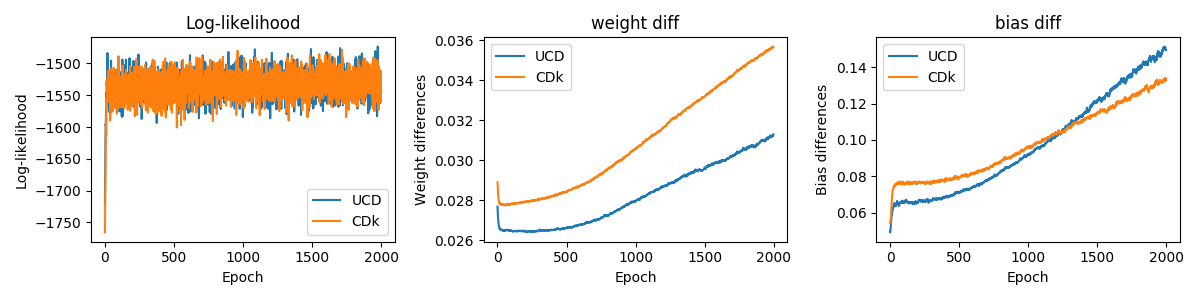 Log-likelihood
Log-likelihood
−1500
−1550
−1600
−1650
−1700
−1750
UCD
CDk
0
500
1000
1500
2000
Epoch
weight diff
Weight differences
0.036
0.034
0.032
0.030
0.028
0.026
UCD
CDk
0
500
1000
1500
2000
Epoch
bias diff
Bias differences
0.14
0.12
0.10
0.08
0.06
UCD
CDk
0
500
1000
1500
2000
Epoch